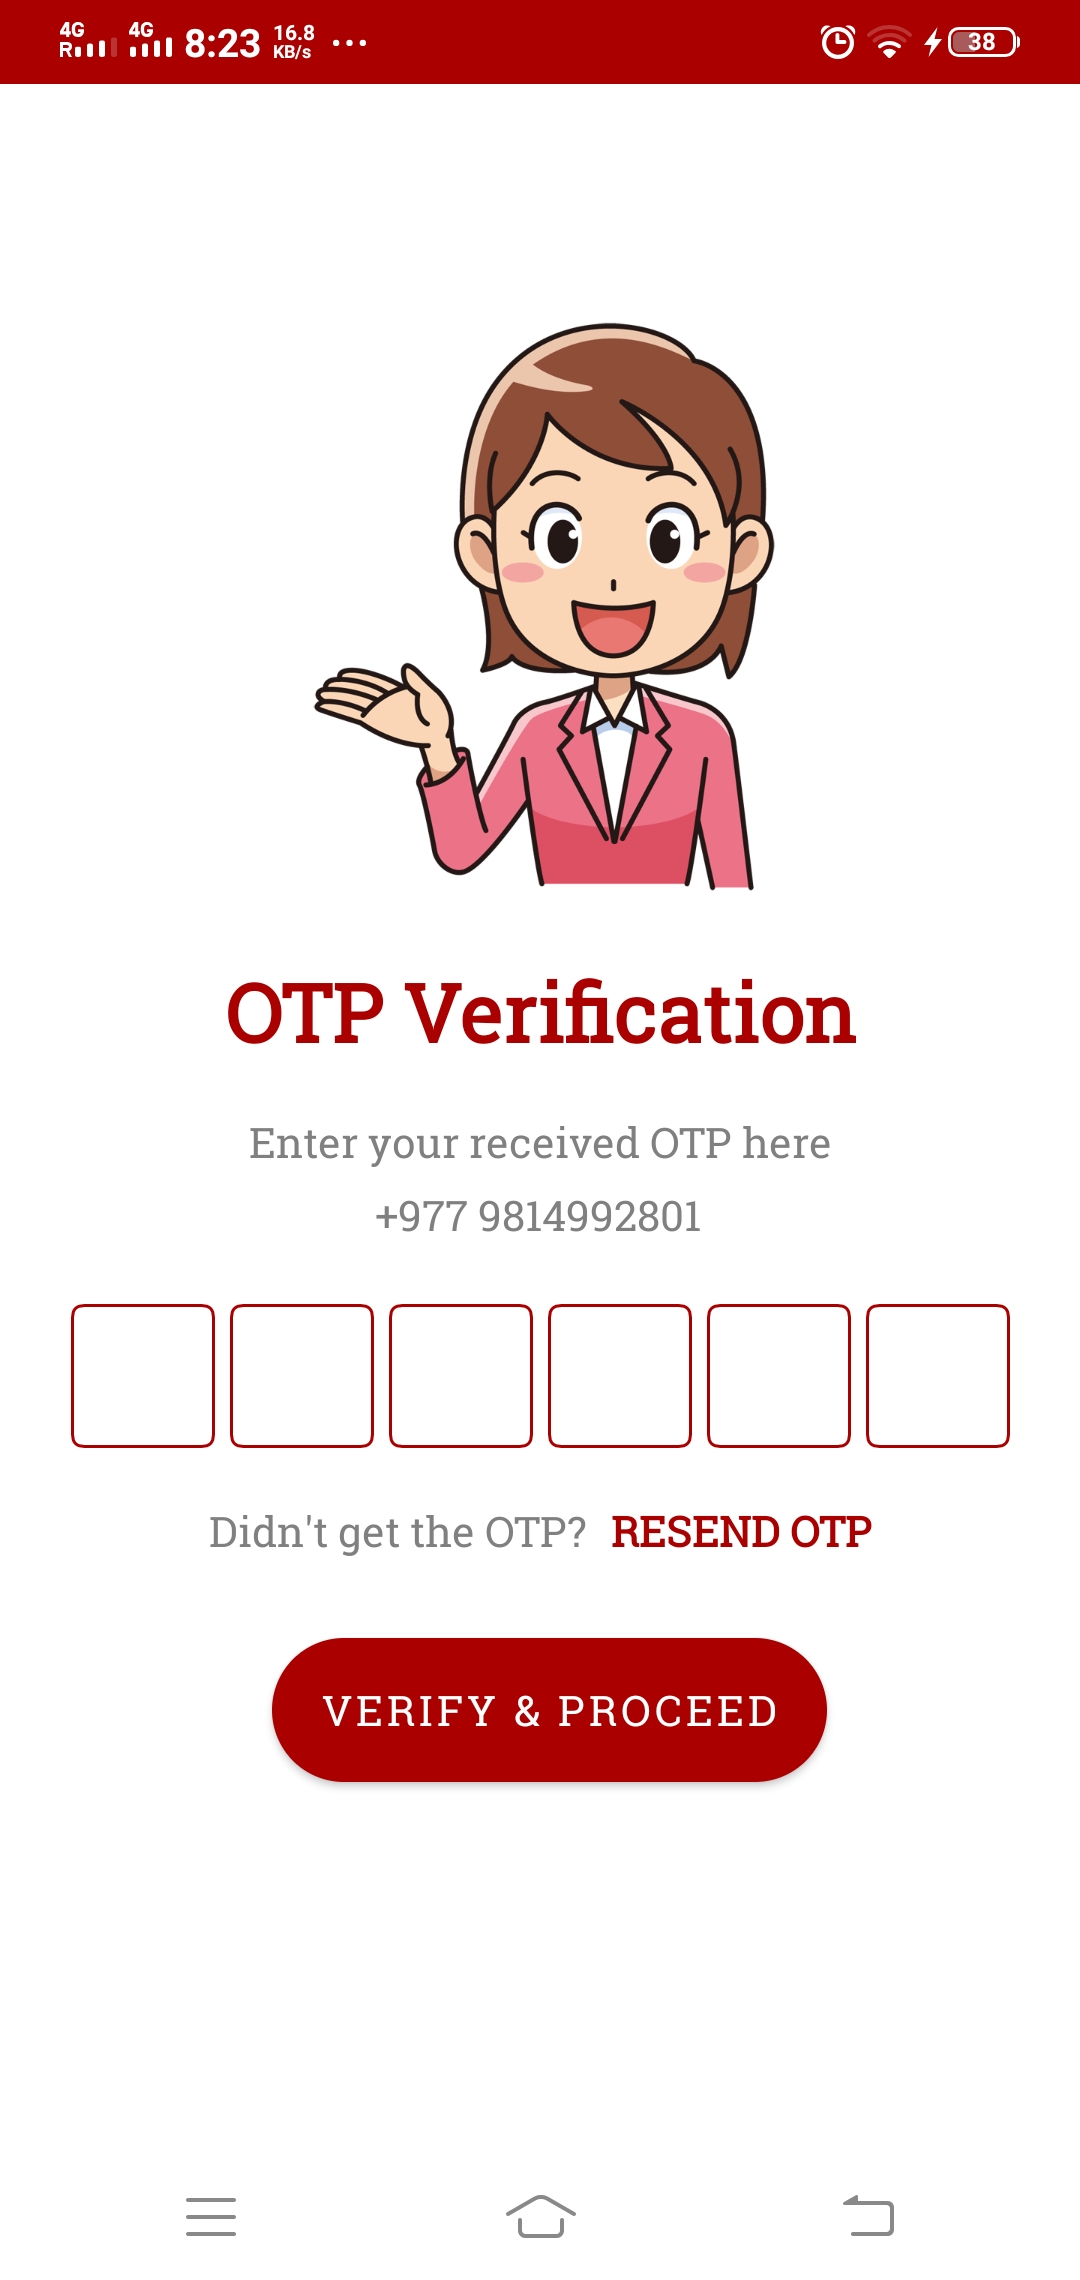 4G 4G 8:23 16.8 KB/s ... 38
R
OTP Verification
Enter your received OTP here
+977 9814992801
Didn't get the OTP? RESEND OTP
VERIFY & PROCEED